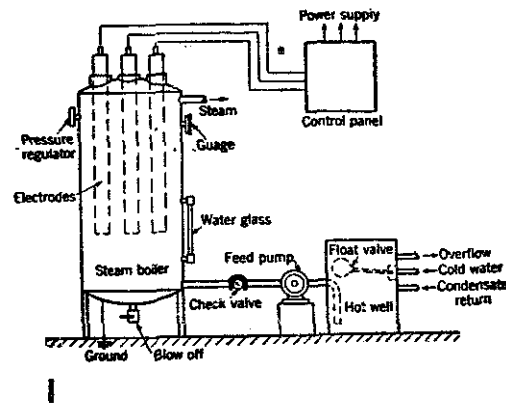 Power supply
Control panel
Steam
Pressure
regulator
Guage
Electrodes
Water glass
Steam boiler
Feed pump
Float valve
Overflow
Cold water
Condensate
return
Check valve
Hot well
Ground
Blow off